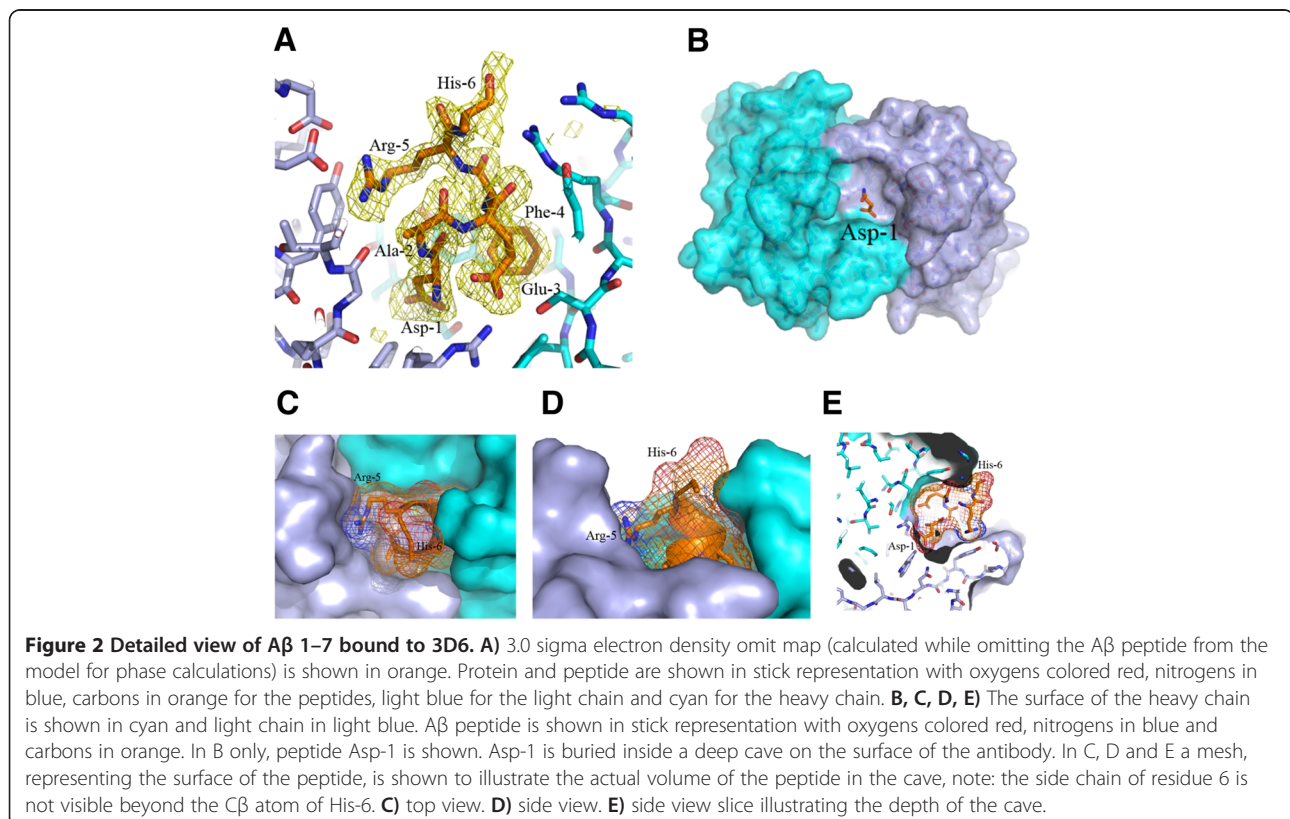 A
B
His-6
Arg-5
Phe-4
Ala-2
Glu-3
Asp-1
Asp-1
C
D
E
Arg-5
His-6
His-6
Arg-5
His-6
Asp-1
Figure 2 Detailed view of Aβ 1–7 bound to 3D6. A) 3.0 sigma electron density omit map (calculated while omitting the Aβ peptide from the
model for phase calculations) is shown in orange. Protein and peptide are shown in stick representation with oxygens colored red, nitrogens in
blue, carbons in orange for the peptides, light blue for the light chain and cyan for the heavy chain. B, C, D, E) The surface of the heavy chain
is shown in cyan and light chain in light blue. Aβ peptide is shown in stick representation with oxygens colored red, nitrogens in blue and
carbons in orange. In B only, peptide Asp-1 is shown. Asp-1 is buried inside a deep cave on the surface of the antibody. In C, D and E a mesh,
representing the surface of the peptide, is shown to illustrate the actual volume of the peptide in the cave, note: the side chain of residue 6 is
not visible beyond the Cβ atom of His-6. C) top view. D) side view. E) side view slice illustrating the depth of the cave.